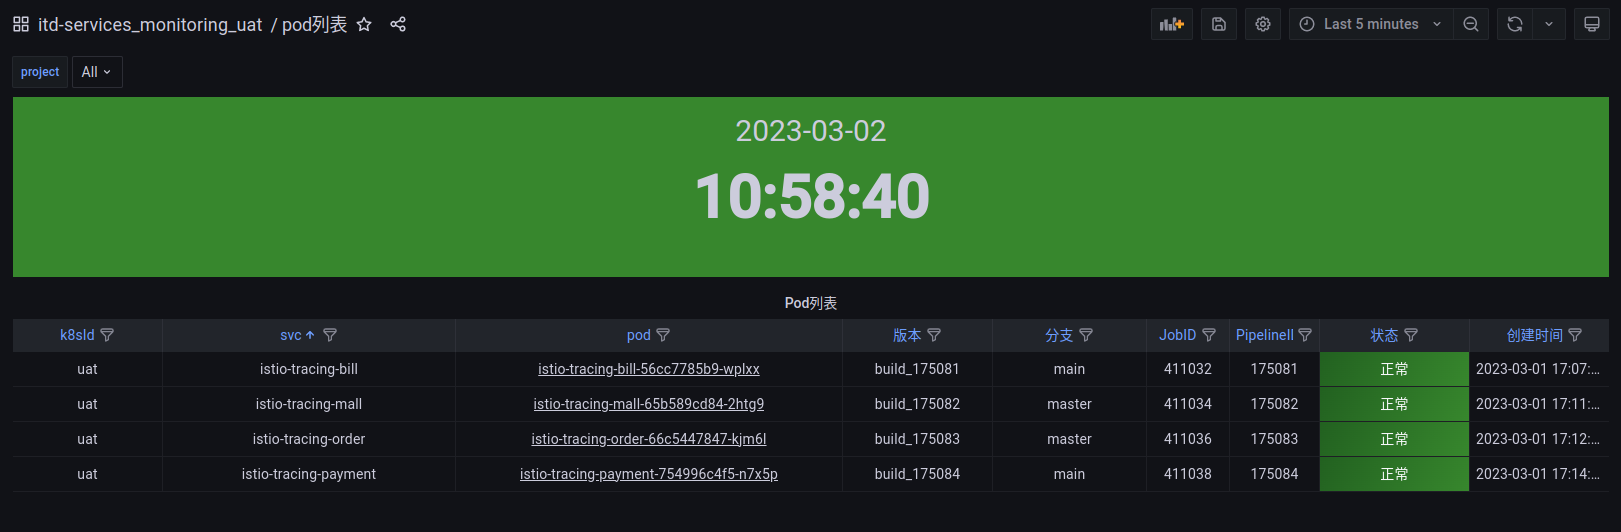 itd-services_monitoring_uat / pod列表 Last 5 minutes
project All
2023-03-02
10:58:40
Pod列表
k8sId svc pod 版本 分支 JobID PipelineI 状态 创建时间
uat istio-tracing-bill istio-tracing-bill-56cc7785b9-wplxx build_175081 main 411032 175081 正常 2023-03-01 17:07:...
uat istio-tracing-mall istio-tracing-mall-65b589cd84-2htg9 build_175082 master 411034 175082 正常 2023-03-01 17:11:...
uat istio-tracing-order istio-tracing-order-66c5447847-kjm6l build_175083 master 411036 175083 正常 2023-03-01 17:12:...
uat istio-tracing-payment istio-tracing-payment-754996c4f5-n7x5p build_175084 main 411038 175084 正常 2023-03-01 17:14:...